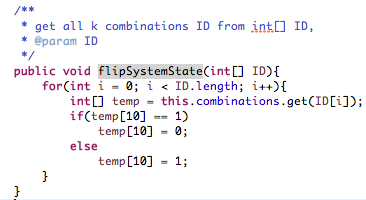 /**
 * get all k combinations ID from int[] ID,
 * @param ID
 */
public void flipSystemState(int[] ID){
    for(int i = 0; i < ID.length; i++){
        int[] temp = this.combinations.get(ID[i]);
        if(temp[10] == 1)
            temp[10] = 0;
        else
            temp[10] = 1;
    }
}